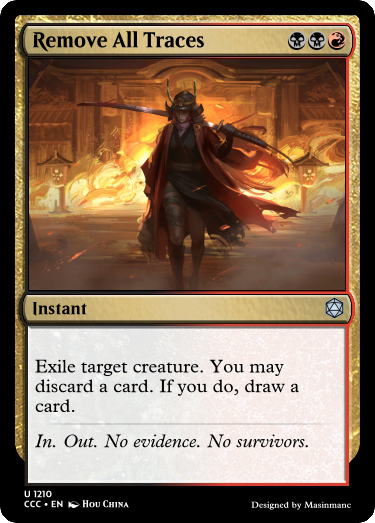 Remove All Traces
Instant
Exile target creature. You may
discard a card. If you do, draw a
card.
In. Out. No evidence. No survivors.
U 1210
CCC • EN Hou China
Designed by Masinmanc